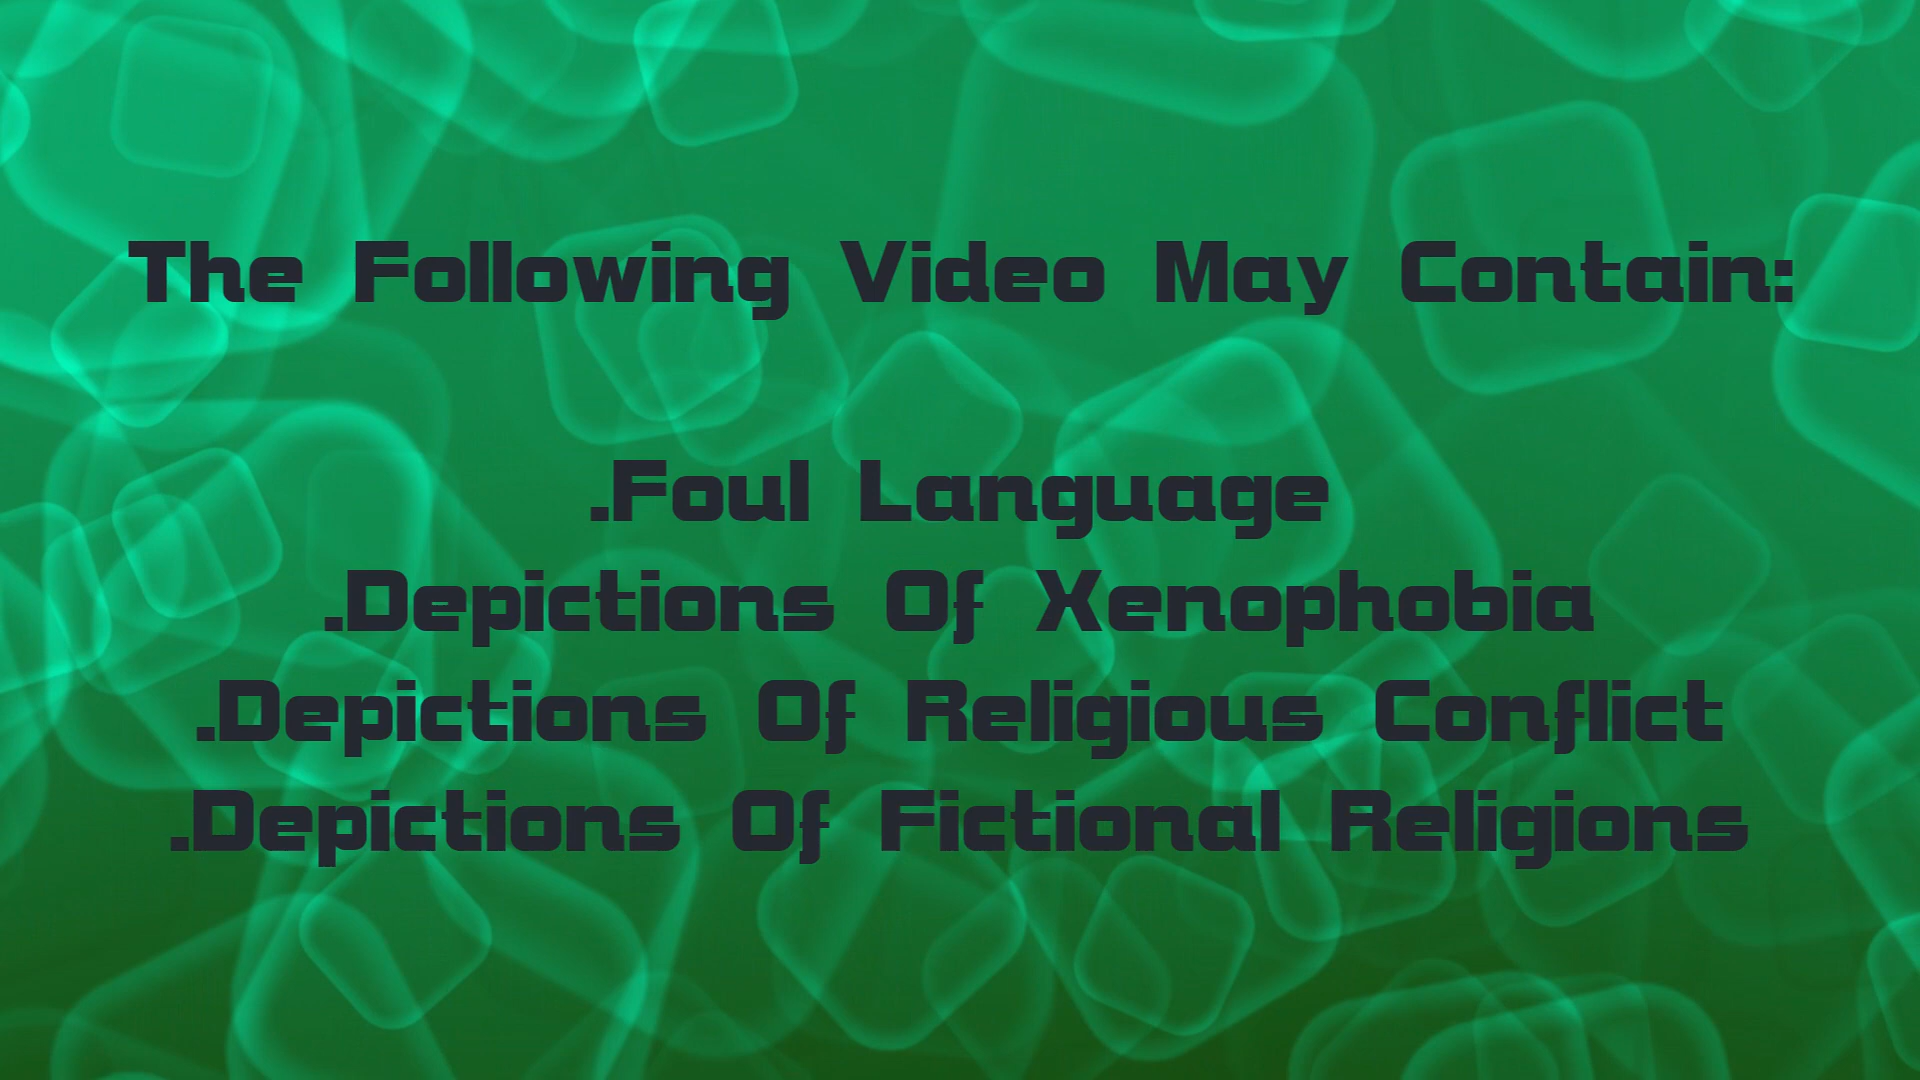 The Following Video May Contain:
.Foul Language
.Depictions Of Xenophobia
.Depictions Of Religious Conflict
.Depictions Of Fictional Religions